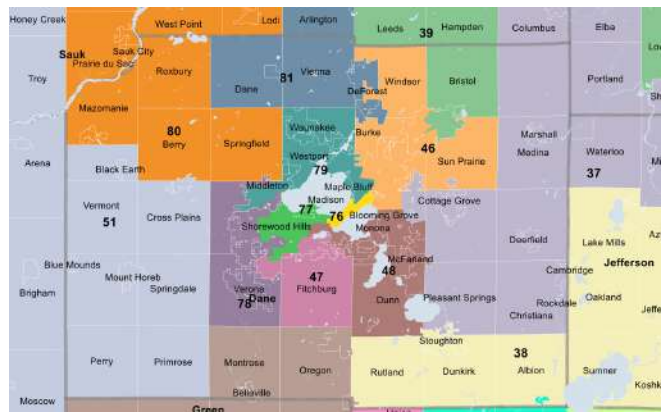 Honey Creek
West Point
Lodi
Arlington
Leeds
39
Hampden
Columbus
Elba
Sauk
Sauk City
Prairie du Sac
Troy
Roxbury
81
Vienna
Dane
Windsor
DeForest
Bristol
Portland
Mazomanie
80
Berry
Springfield
Waunakee
Burke
46
Marshall
Medina
Waterloo
37
Arena
Black Earth
Westport
79
Sun Prairie
Middleton
Maple Bluff
Madison
Vermont
51
Cross Plains
77
76
Blooming Grove
Cottage Grove
Shorewood Hills
Monona
Lake Mills
Deerfield
Jefferson
Blue Mounds
Mount Horeb
47
McFarland
48
Cambridge
Brigham
Springdale
Verona
Dane
78
Fitchburg
Dunn
Pleasant Springs
Rockdale
Christiana
Oakland
Stoughton
Perry
Primrose
Montrose
Oregon
Rutland
Dunkirk
38
Albion
Sumner
Belleville
Moscow
Green